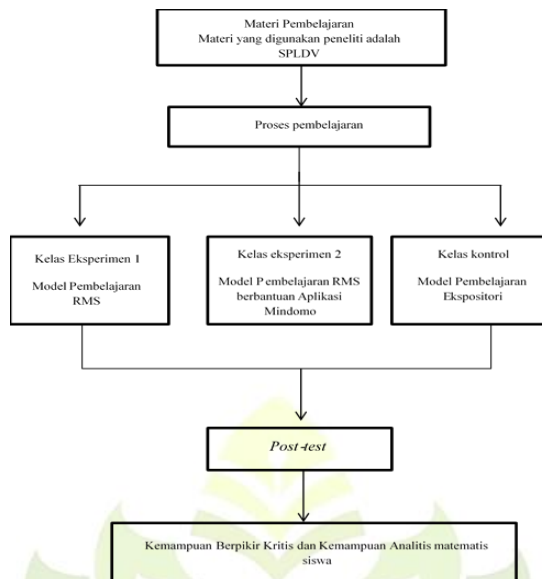 Materi Pembelajaran
Materi yang digunakan peneliti adalah
SPLDV
Proses pembelajaran
Kelas Eksperimen 1
Model Pembelajaran
RMS
Kelas eksperimen 2
Model Pembelajaran RMS
berbantuan Aplikasi
Mindomo
Kelas kontrol
Model Pembelajaran
Ekspositori
Post-test
Kemampuan Berpikir Kritis dan Kemampuan Analitis matematis
siswa